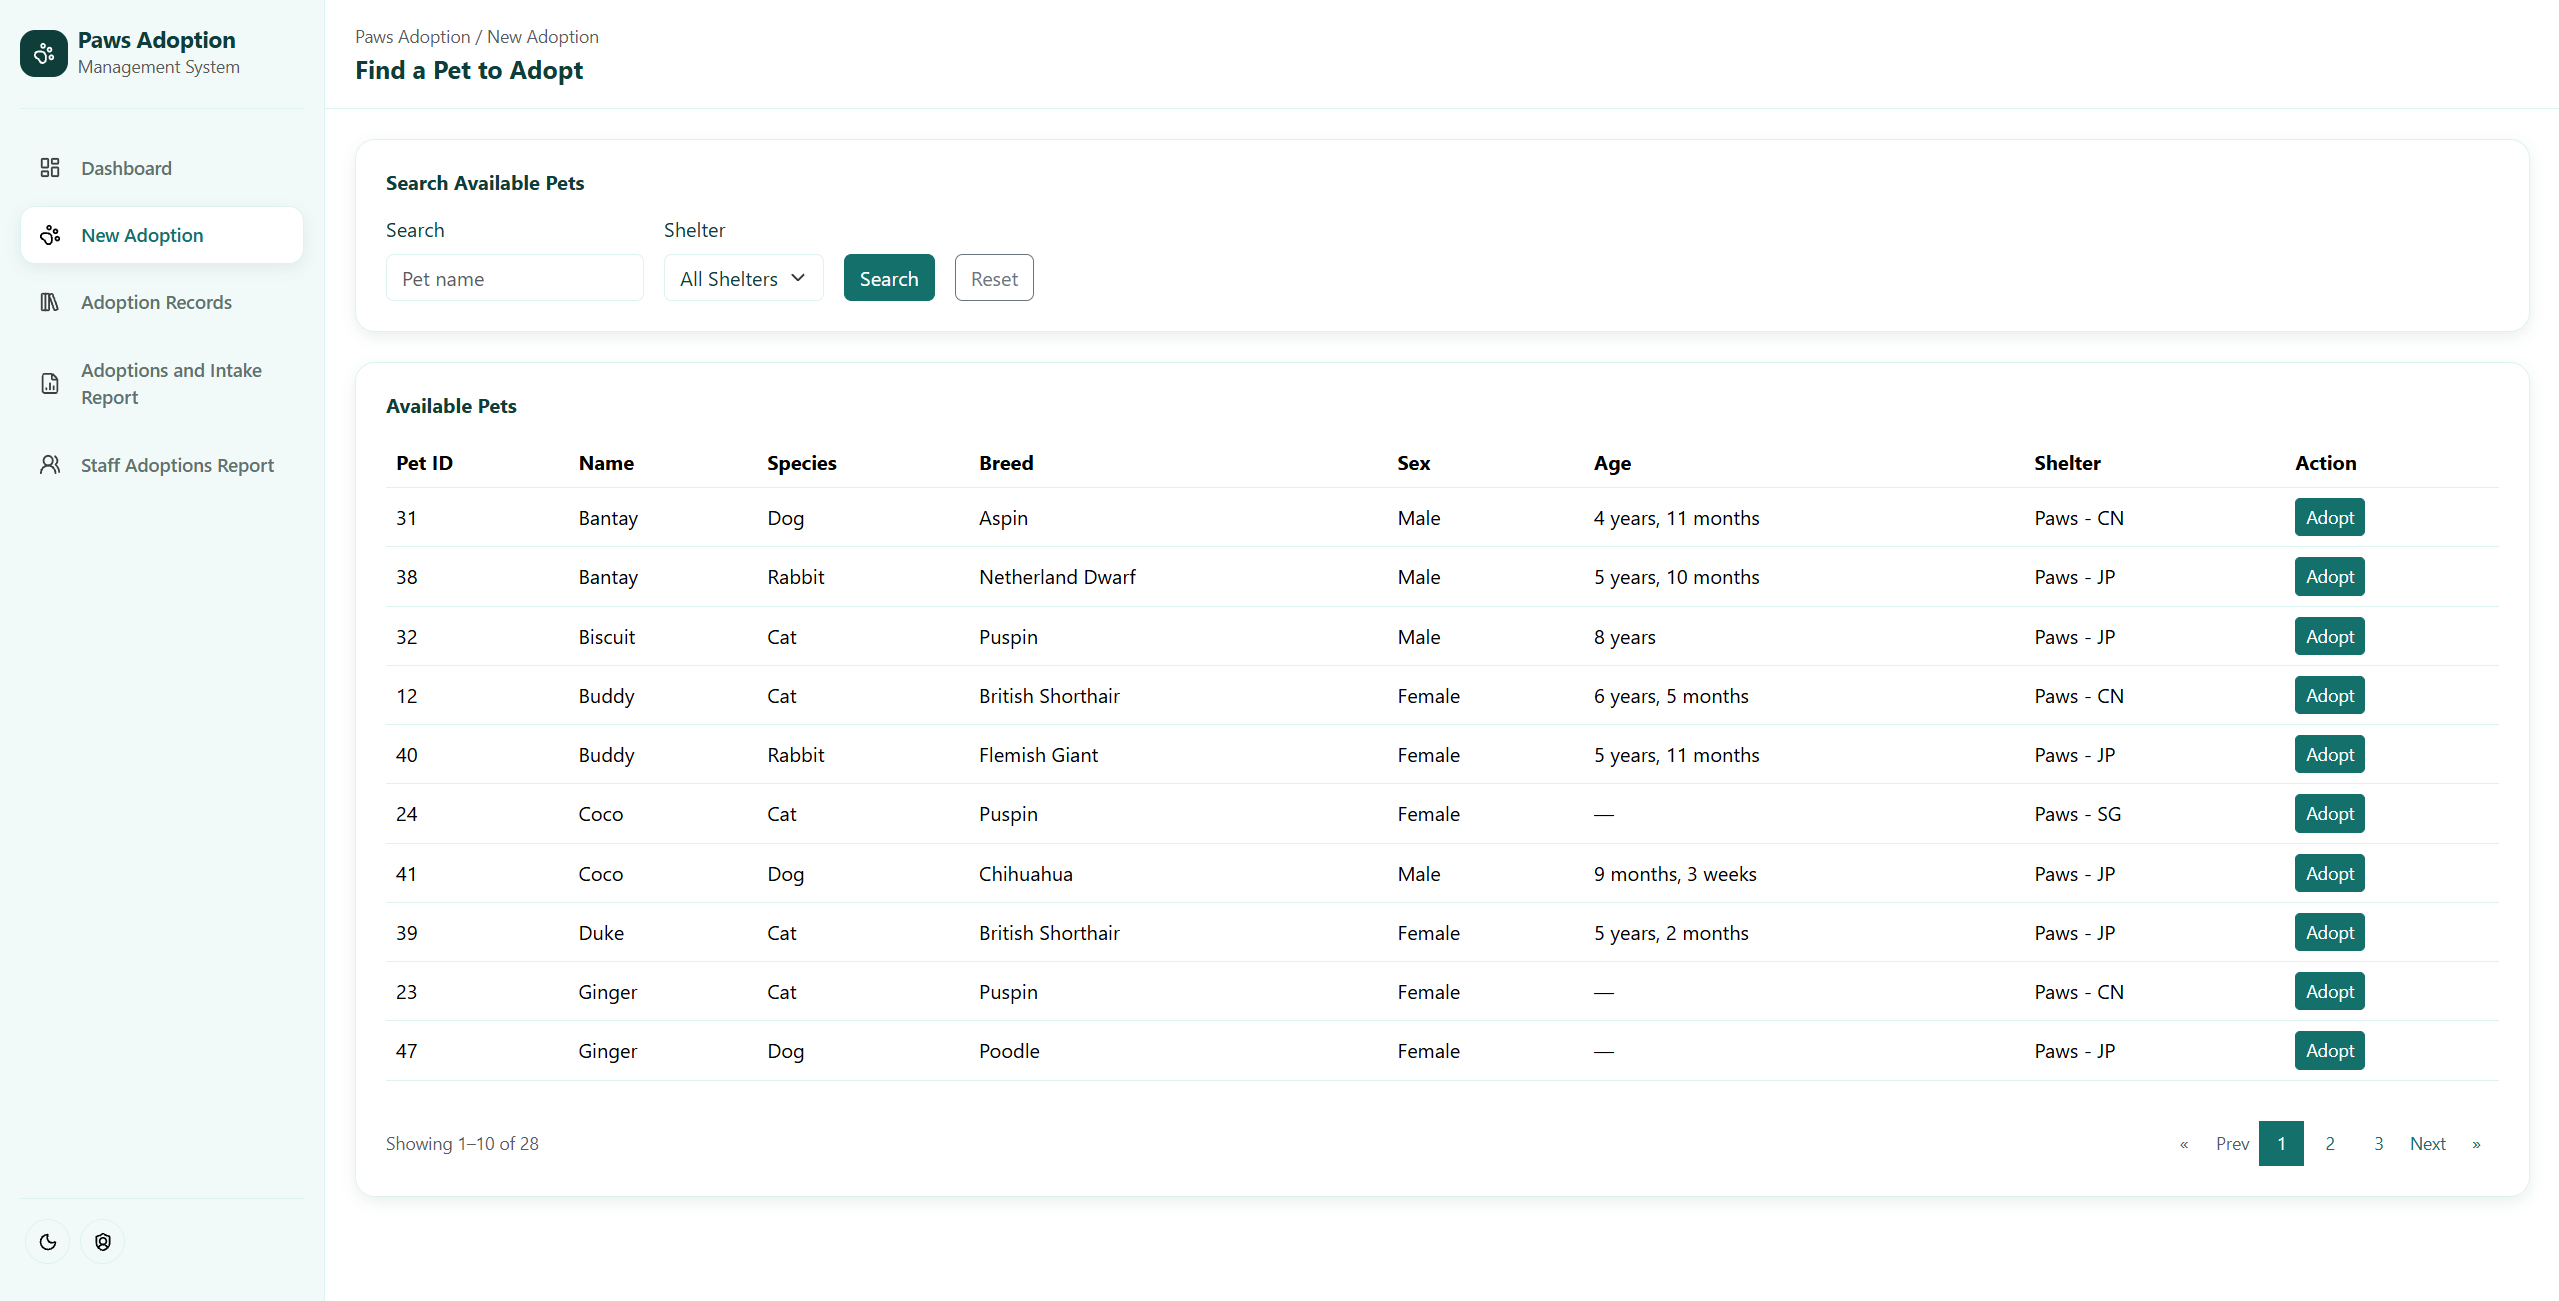 Paws Adoption
Management System
Dashboard
New Adoption
Adoption Records
Adoptions and Intake
Report
Staff Adoptions Report
Paws Adoption / New Adoption
Find a Pet to Adopt
Search Available Pets
Search Shelter
Pet name All Shelters Search Reset
Available Pets
Pet ID Name Species Breed Sex Age Shelter Action
31 Bantay Dog Aspin Male 4 years, 11 months Paws - CN Adopt
38 Bantay Rabbit Netherland Dwarf Male 5 years, 10 months Paws - JP Adopt
32 Biscuit Cat Puspin Male 8 years Paws - JP Adopt
12 Buddy Cat British Shorthair Female 6 years, 5 months Paws - CN Adopt
40 Buddy Rabbit Flemish Giant Female 5 years, 11 months Paws - JP Adopt
24 Coco Cat Puspin Female — Paws - SG Adopt
41 Coco Dog Chihuahua Male 9 months, 3 weeks Paws - JP Adopt
39 Duke Cat British Shorthair Female 5 years, 2 months Paws - JP Adopt
23 Ginger Cat Puspin Female — Paws - CN Adopt
47 Ginger Dog Poodle Female — Paws - JP Adopt
Showing 1–10 of 28 « Prev 1 2 3 Next »